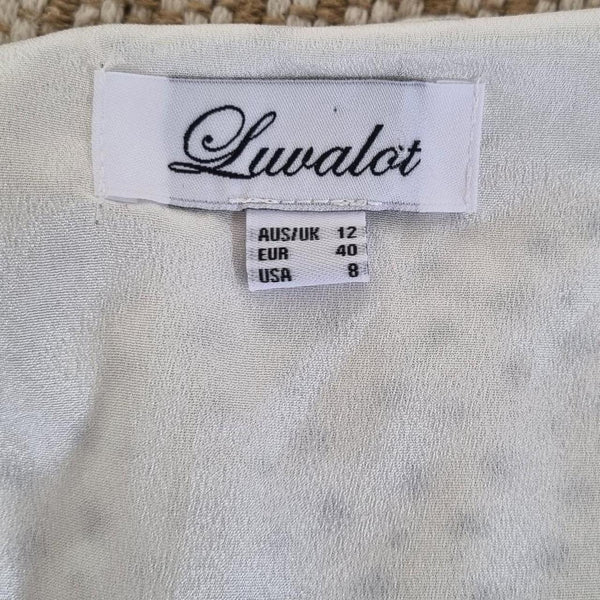 Luvalot
AUS/UK 12
EUR 40
USA 8